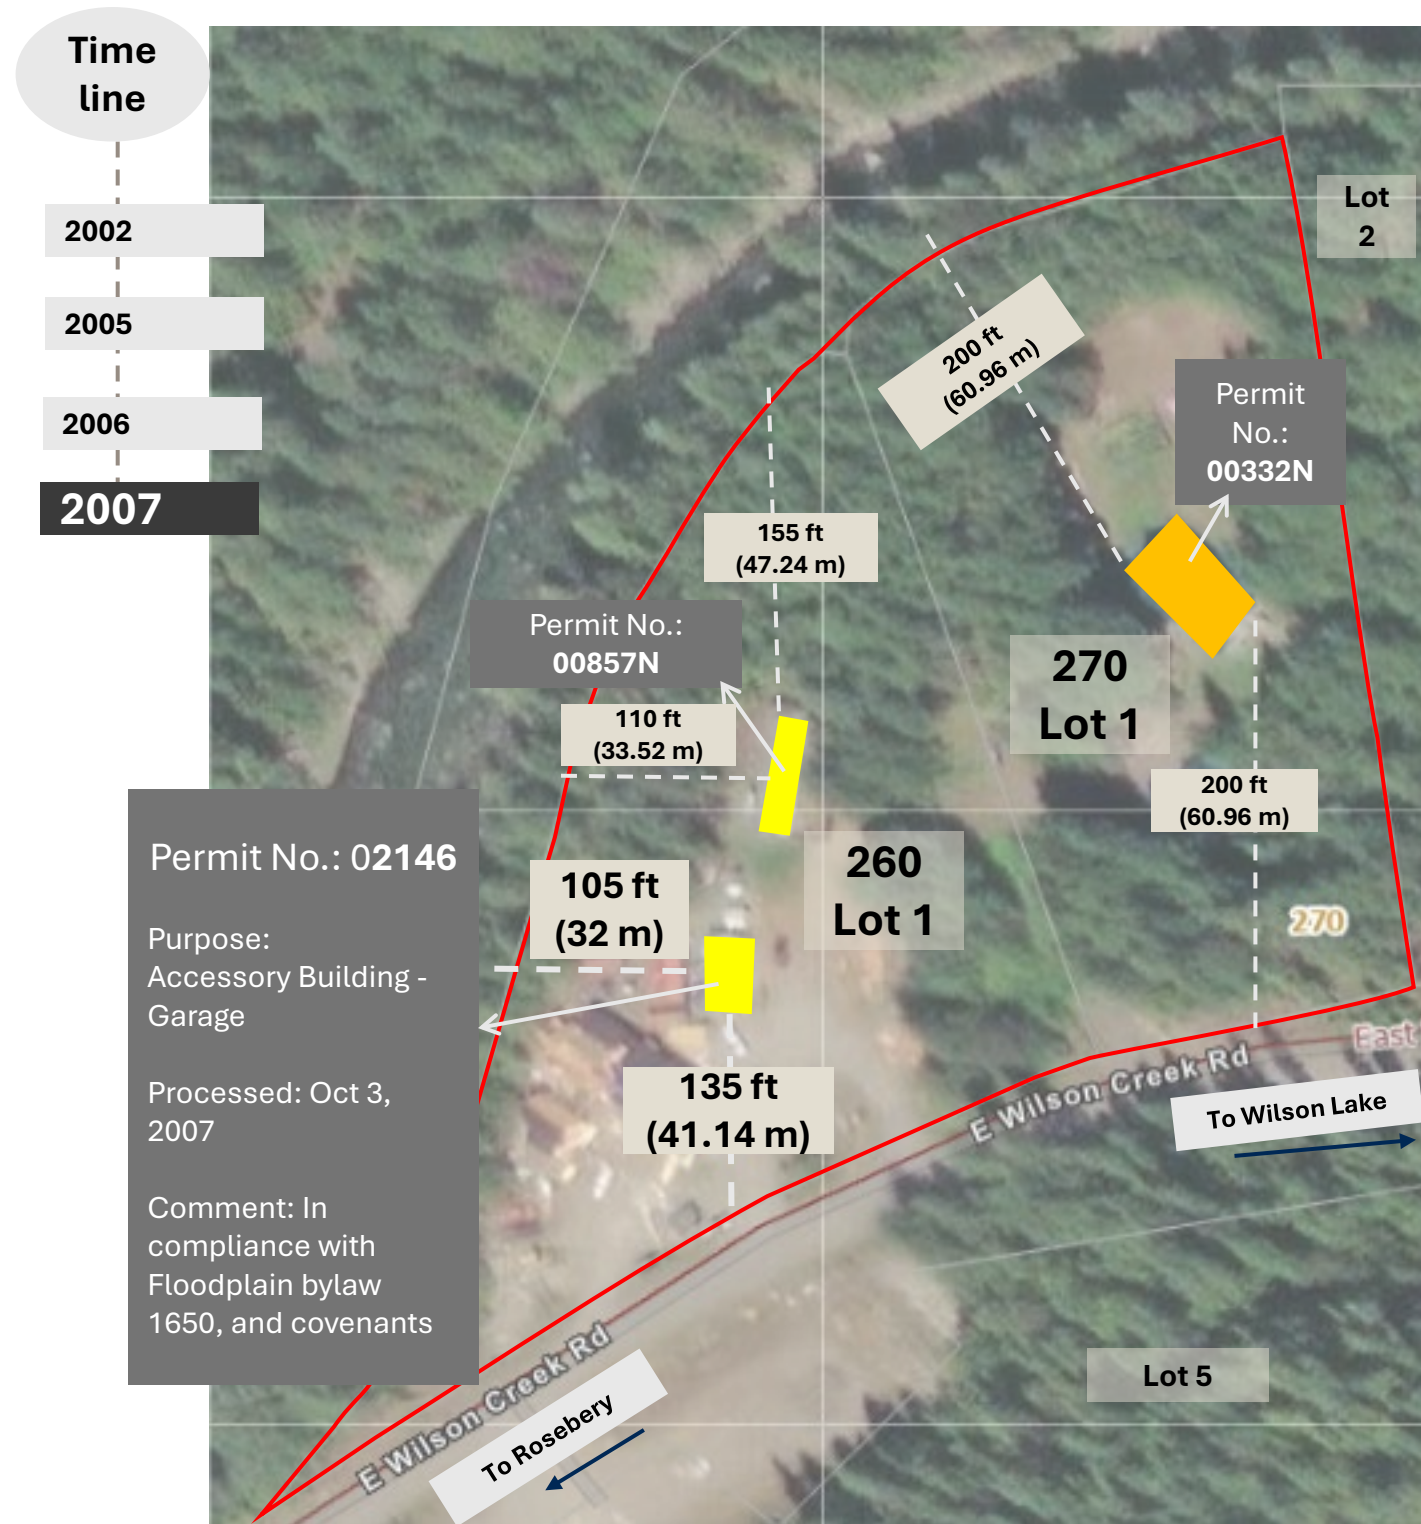 Time
line
2002
2005
2006
2007
Lot
2
200 ft
(60.96 m)
Permit
No.:
00332N
155 ft
(47.24 m)
Permit No.:
00857N
110 ft
(33.52 m)
270
Lot 1
200 ft
(60.96 m)
260
Lot 1
105 ft
(32 m)
270
Permit No.: 02146
Purpose:
Accessory Building -
Garage
Processed: Oct 3,
2007
Comment: In
compliance with
Floodplain bylaw
1650, and covenants
135 ft
(41.14 m)
East
E Wilson Creek Rd
To Wilson Lake
E Wilson Creek Rd
To Rosebery
Lot 5